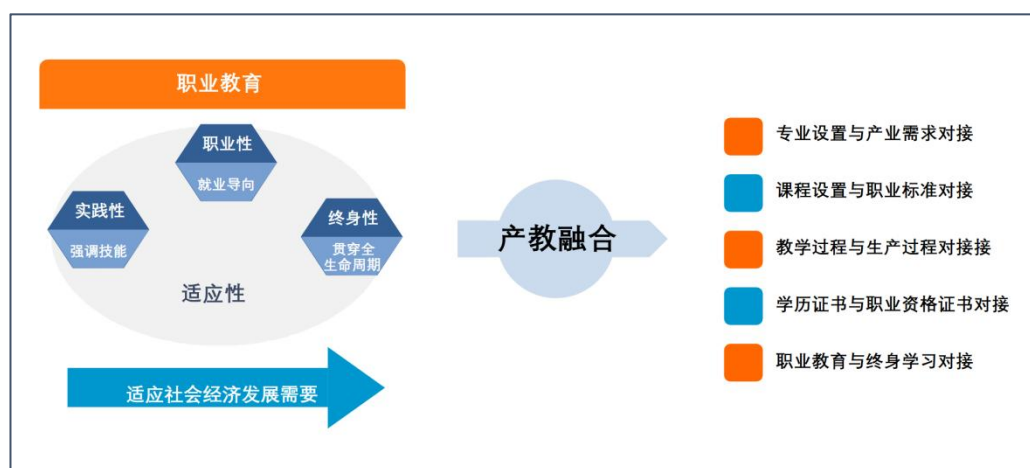 职业教育
职业性
就业导向
实践性
强调技能
终身性
贯穿全
生命周期
适应性
适应社会经济发展需要
产教融合
专业设置与产业需求对接
课程设置与职业标准对接
教学过程与生产过程对接接
学历证书与职业资格证书对接
职业教育与终身学习对接